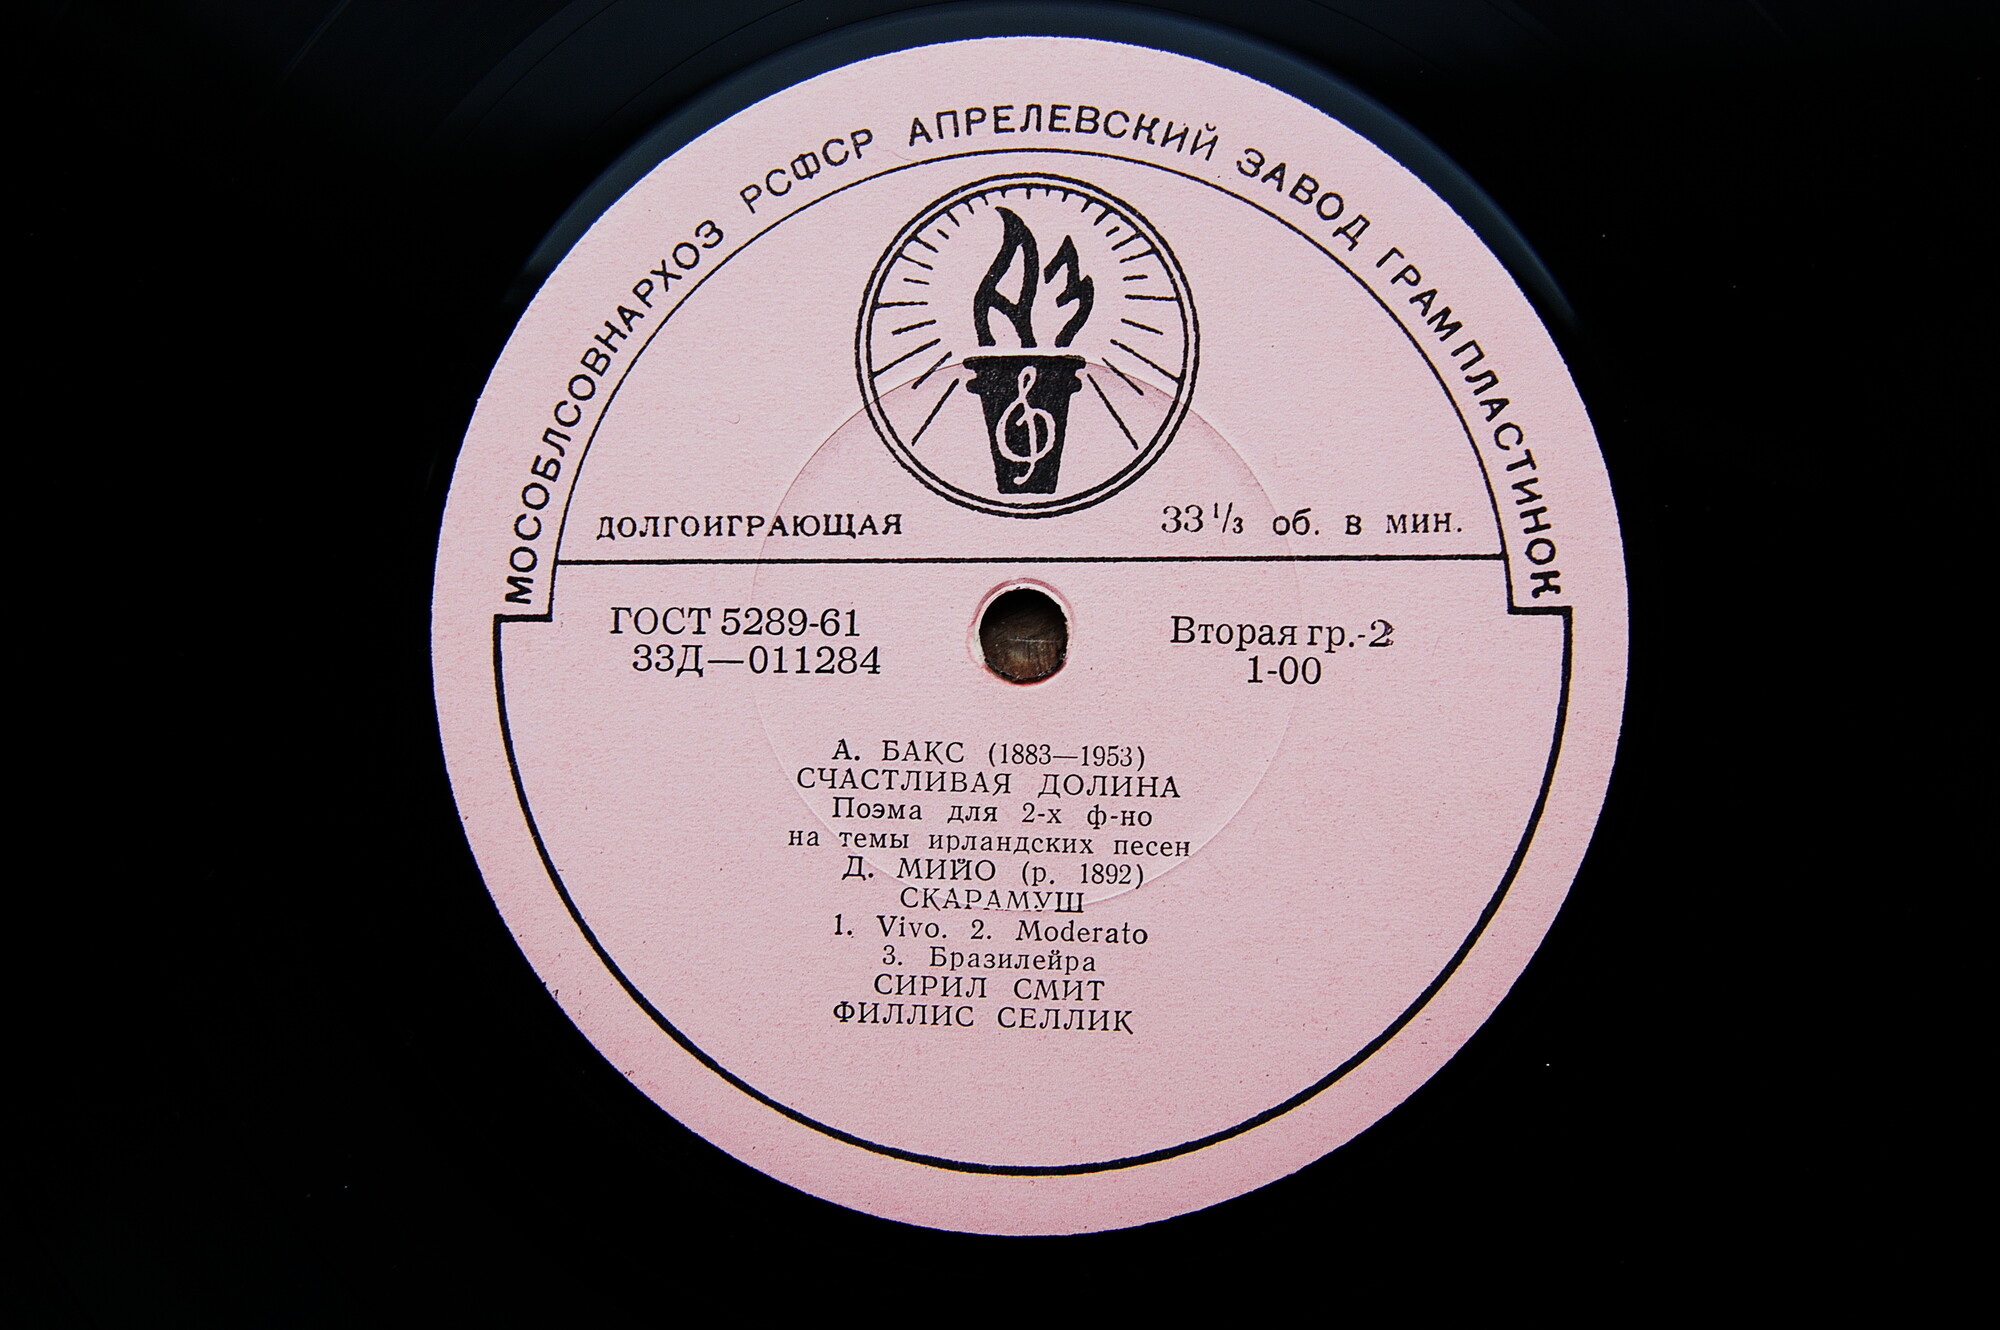 МОСОБЛСОВНАРХОЗ РСФСР АПРЕЛЕВСКИЙ ЗАВОД ГРАМПЛАСТИНОК
АЗ
ДОЛГОИГРАЮЩАЯ 33 1/3 об. в мин.
ГОСТ 5289-61
33Д—011284
Вторая гр.-2
1-00
А. БАКС (1883—1953)
СЧАСТЛИВАЯ ДОЛИНА
Поэма для 2-х ф-но
на темы ирландских песен
Д. МИЙО (р. 1892)
СКАРАМУШ
1. Vivo. 2. Moderato
3. Бразилейра
СИРИЛ СМИТ
ФИЛЛИС СЕЛЛИК